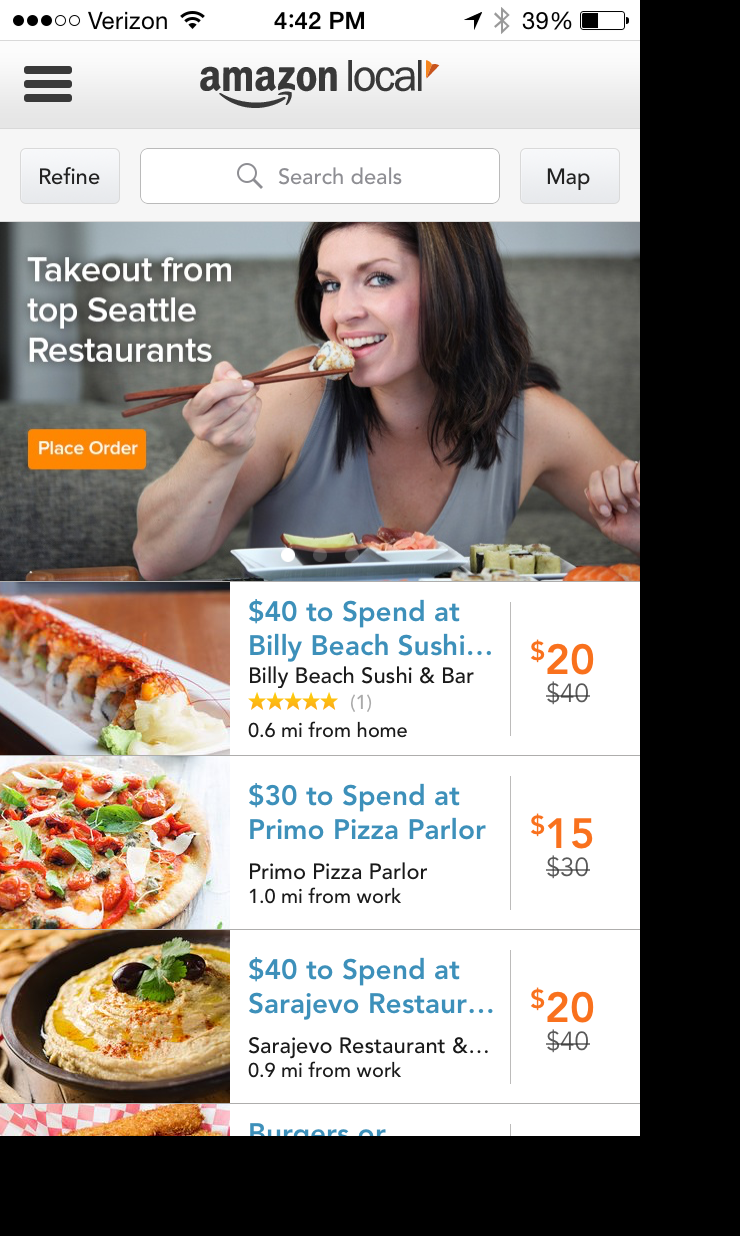 Verizon 4:42 PM 39%
amazon local
Refine Search deals Map
Takeout from
top Seattle
Restaurants
Place Order
$40 to Spend at
Billy Beach Sushi...
Billy Beach Sushi & Bar
(1)
0.6 mi from home
$20
$40
$30 to Spend at
Primo Pizza Parlor
Primo Pizza Parlor
1.0 mi from work
$15
$30
$40 to Spend at
Sarajevo Restaur...
Sarajevo Restaurant &...
0.9 mi from work
$20
$40
Burgers or